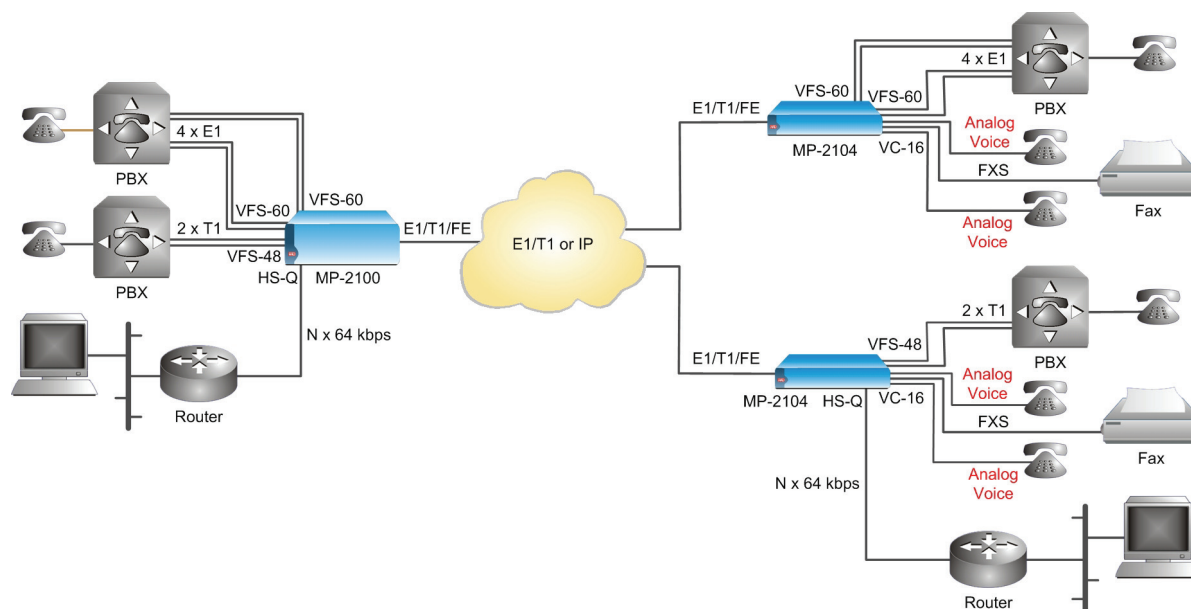 4 x E1
PBX
VFS-60
VFS-60
2 x T1
VFS-48
HS-Q
MP-2100
E1/T1/FE
PBX
N x 64 kbps
Router
E1/T1 or IP
E1/T1/FE
VFS-60
VFS-60
4 x E1
PBX
MP-2104
VC-16
Analog
Voice
FXS
Analog
Voice
Fax
E1/T1/FE
VFS-48
2 x T1
PBX
MP-2104
HS-Q
VC-16
Analog
Voice
FXS
Analog
Voice
Fax
N x 64 kbps
Router